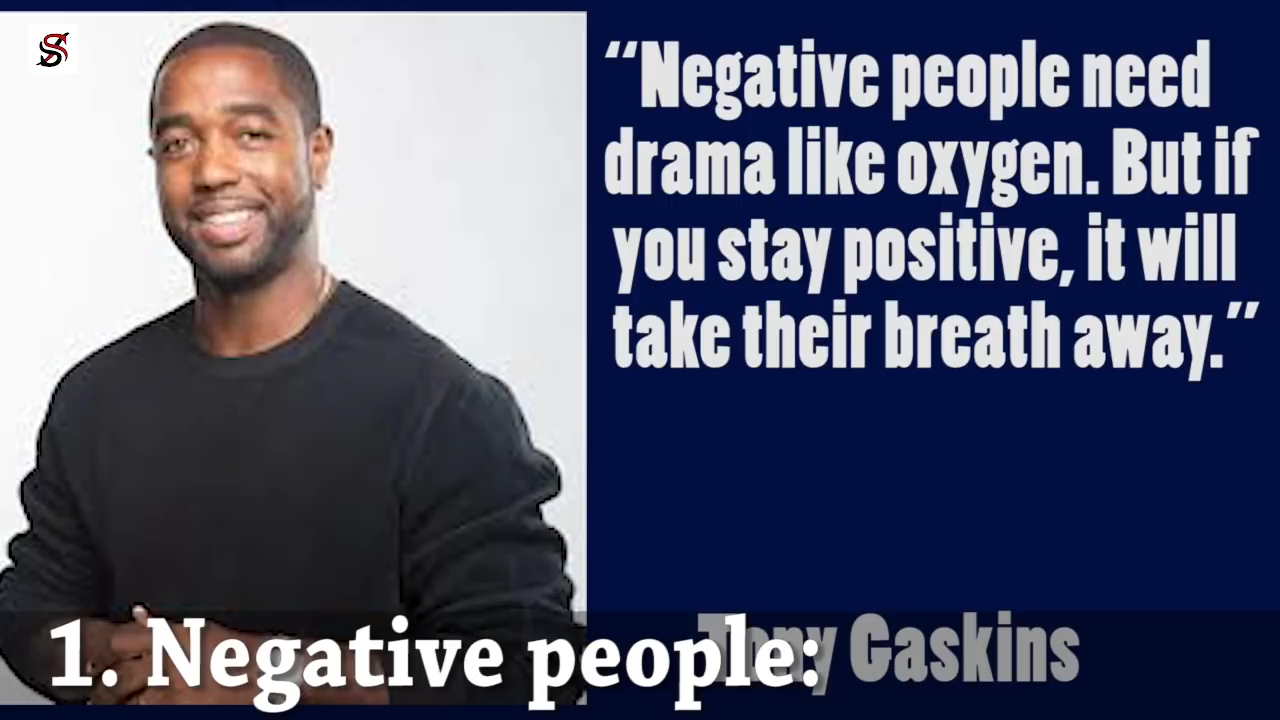 “Negative people need
drama like oxygen. But if
you stay positive, it will
take their breath away.”
Tony Gaskins
1. Negative people: